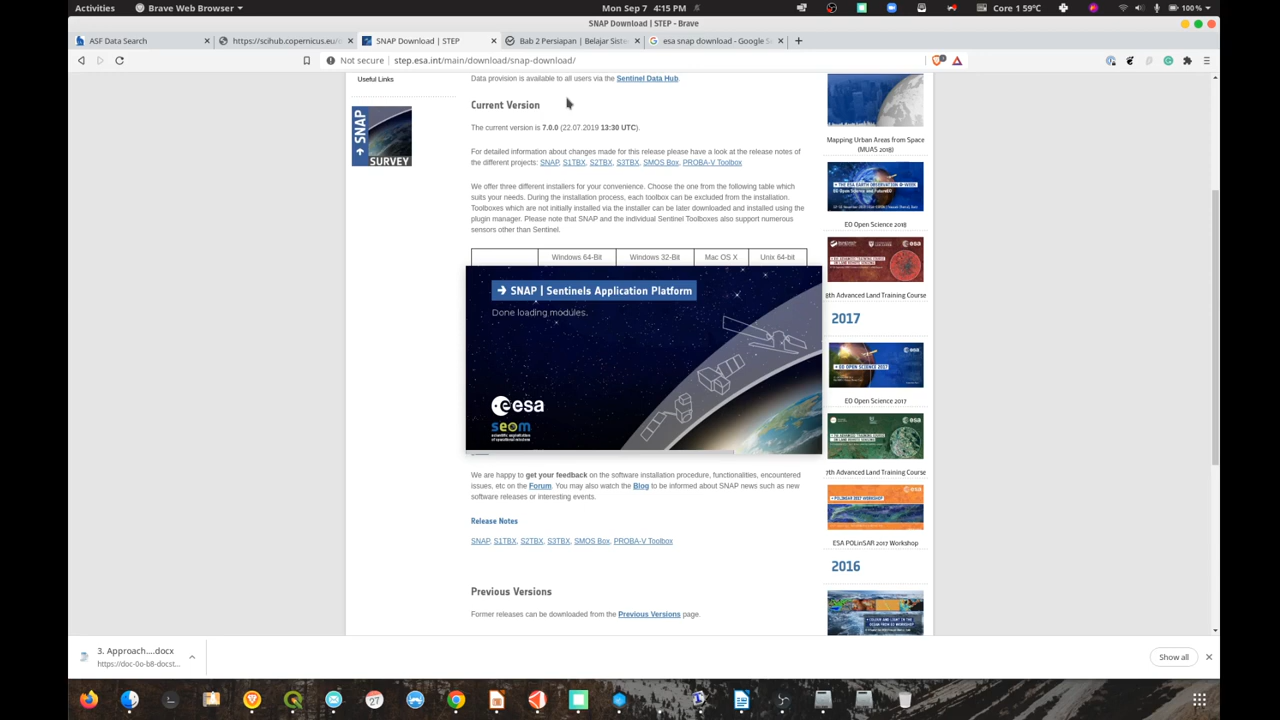 Activities
Brave Web Browser
Mon Sep 7 4:15 PM
Core 1 59°C
100 %
SNAP Download | STEP - Brave
ASF Data Search
https://scihub.copernicus.eu/
SNAP Download | STEP
Bab 2 Persiapan | Belajar Siste
esa snap download - Google S
Not secure
step.esa.int/main/download/snap-download/
Useful Links
SNAP
SURVEY
Data provision is available to all users via the Sentinel Data Hub.
Current Version
The current version is 7.0.0 (22.07.2019 13:30 UTC).
For detailed information about changes made for this release please have a look at the release notes of
the different projects: SNAP, S1TBX, S2TBX, S3TBX, SMOS Box, PROBA-V Toolbox
We offer three different installers for your convenience. Choose the one from the following table which
suits your needs. During the installation process, each toolbox can be excluded from the installation.
Toolboxes which are not initially installed via the installer can be later downloaded and installed using the
plugin manager. Please note that SNAP and the individual Sentinel Toolboxes also support numerous
sensors other than Sentinel.
Windows 64-Bit
Windows 32-Bit
Mac OS X
Unix 64-bit
SNAP | Sentinels Application Platform
Done loading modules.
esa
seom
We are happy to get your feedback on the software installation procedure, functionalities, encountered
issues, etc on the Forum. You may also watch the Blog to be informed about SNAP news such as new
software releases or interesting events.
Release Notes
SNAP, S1TBX, S2TBX, S3TBX, SMOS Box, PROBA-V Toolbox
Previous Versions
Former releases can be downloaded from the Previous Versions page.
Mapping Urban Areas from Space
(MUAS 2018)
EO Open Science 2018
8th Advanced Land Training Course
2017
EO OPEN SCIENCE 2017
EO Open Science 2017
7th Advanced Land Training Course
POLINSAR 2017 WORKSHOP
ESA POLinSAR 2017 Workshop
2016
3. Approach....docx
https://doc-0o-b8-docst...
Show all
27